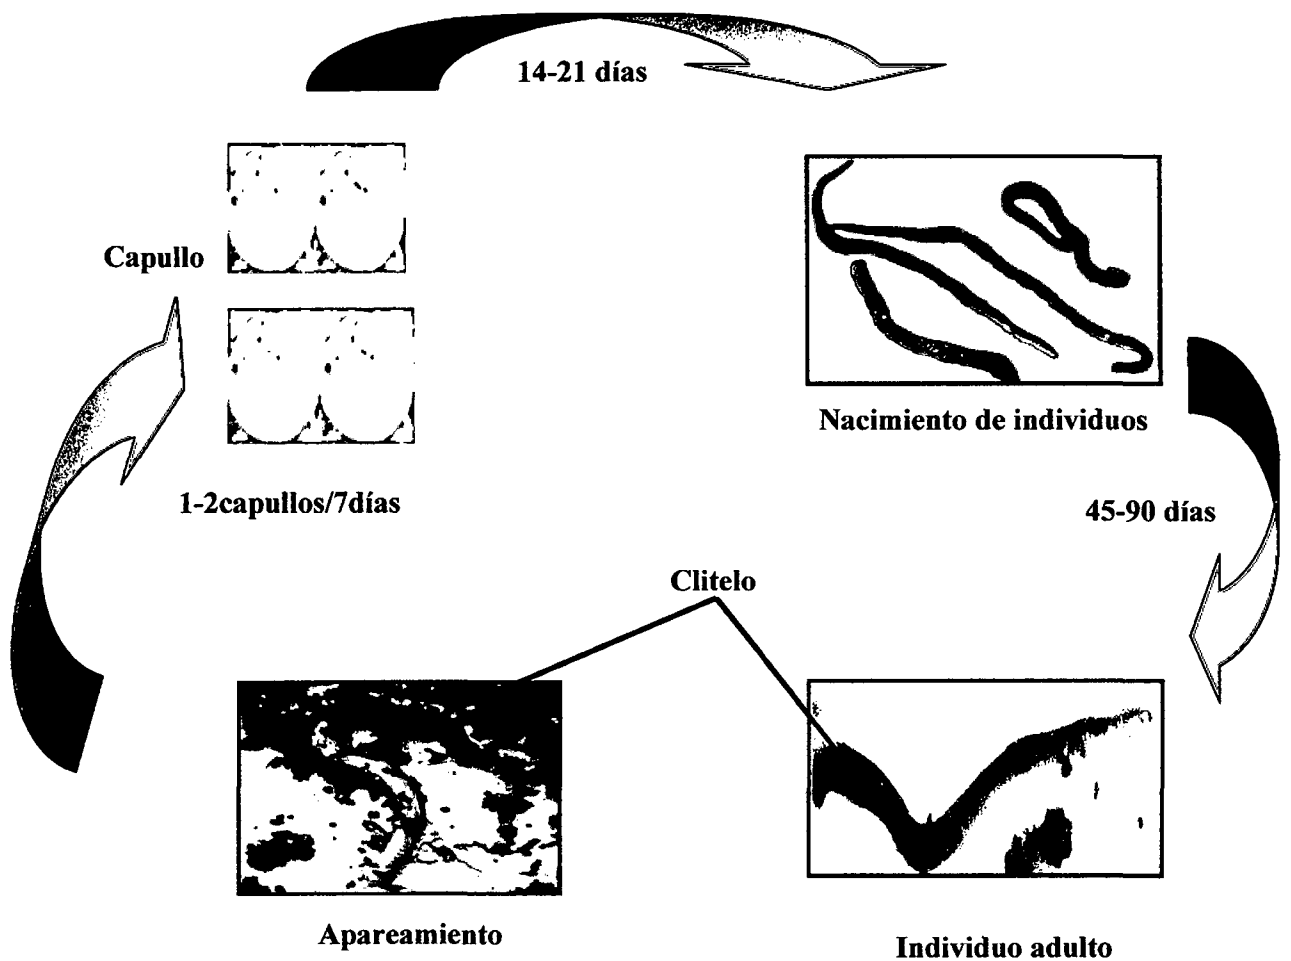 14-21 días
Capullo
Nacimiento de individuos
1-2capullos/7días
45-90 días
Clitelo
Apareamiento
Individuo adulto